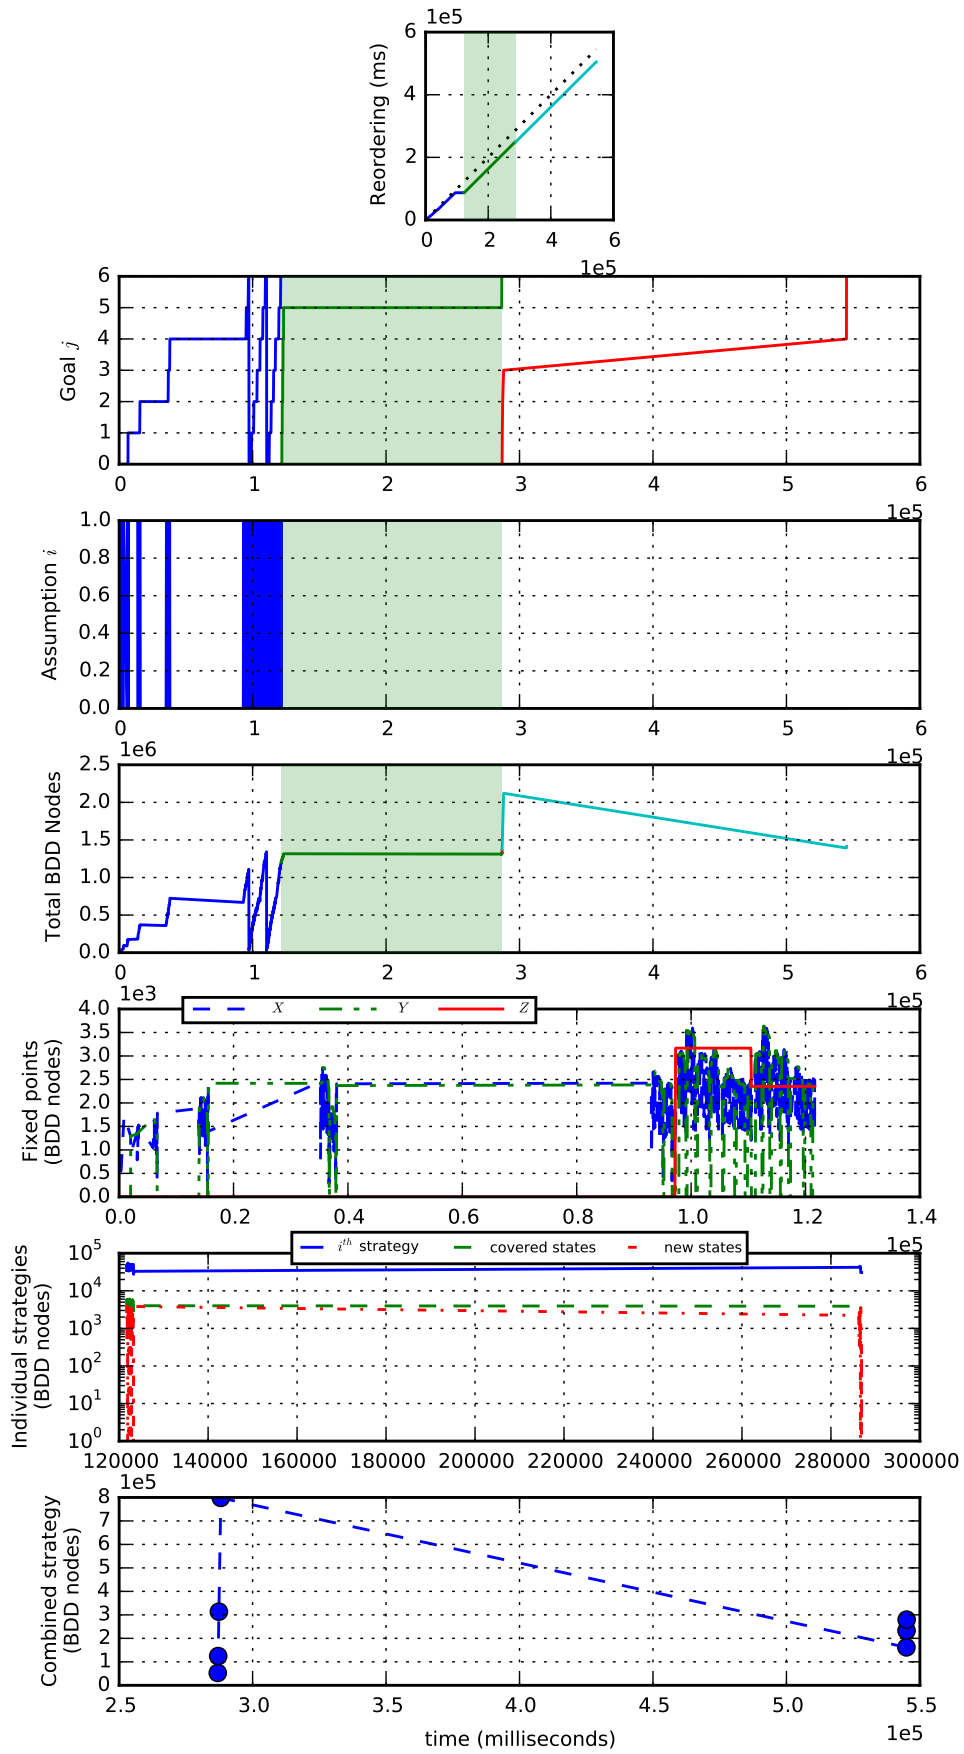 1e5
6
4
2
0
Reordering (ms)
0 2 4 6
1e5
6
5
4
3
2
1
0
Goal j
0 1 2 3 4 5 6
1e5
1.0
0.8
0.6
0.4
0.2
0.0
Assumption i
0 1 2 3 4 5 6
1e5
1e6
2.5
2.0
1.5
1.0
0.5
0.0
Total BDD Nodes
0 1 2 3 4 5 6
1e5
1e3
X Y Z
4.0
3.5
3.0
2.5
2.0
1.5
1.0
0.5
0.0
Fixed points
(BDD nodes)
0.0 0.2 0.4 0.6 0.8 1.0 1.2 1.4
1e5
i^th strategy covered states new states
10^5
10^4
10^3
10^2
10^1
10^0
Individual strategies
(BDD nodes)
120000 140000 160000 180000 200000 220000 240000 260000 280000 300000
1e5
8
7
6
5
4
3
2
1
0
Combined strategy
(BDD nodes)
2.5 3.0 3.5 4.0 4.5 5.0 5.5
1e5
time (milliseconds)